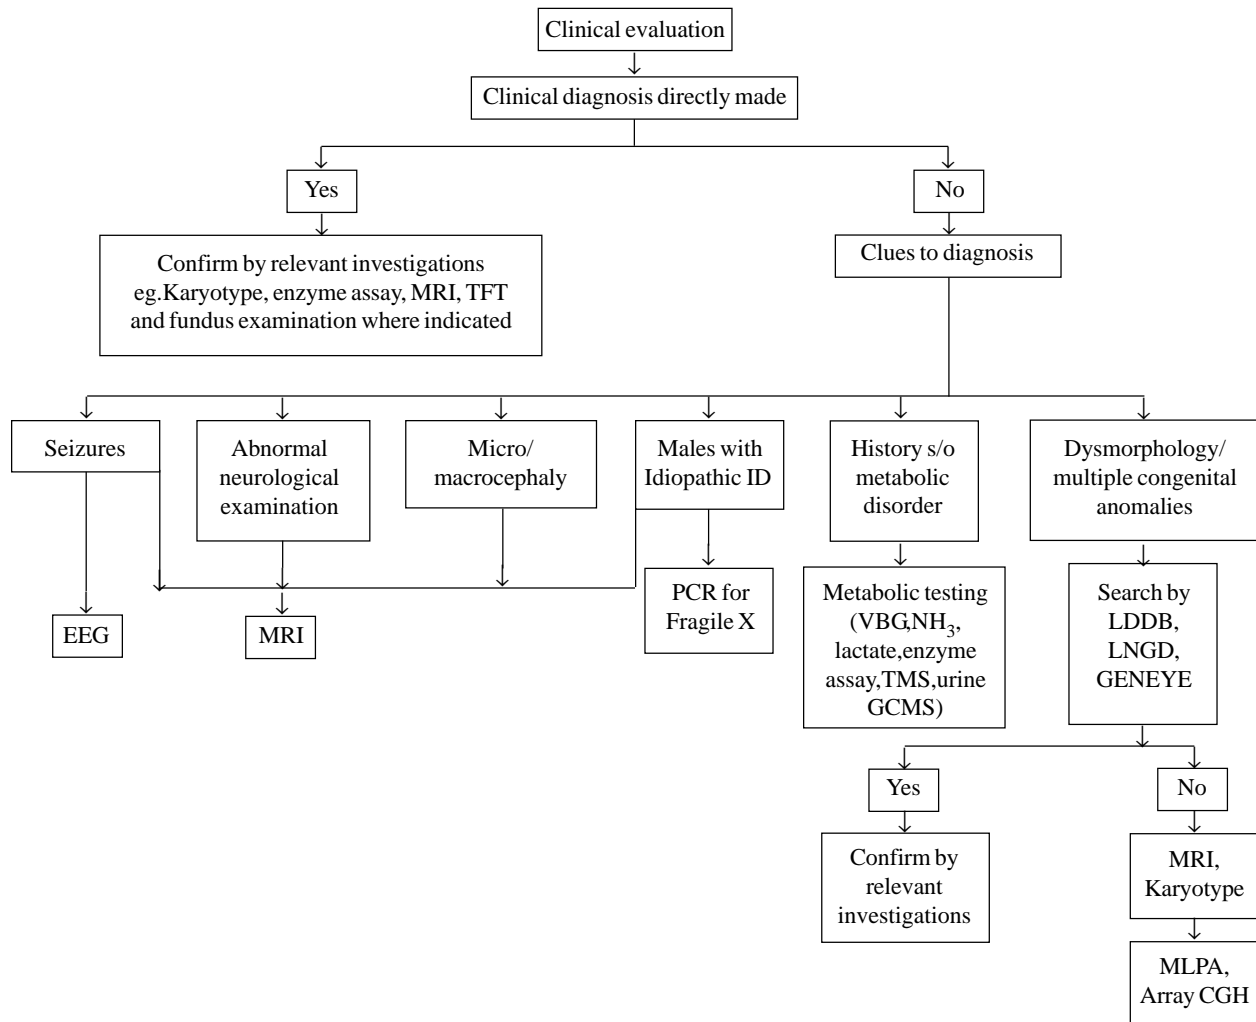 Clinical evaluation
Clinical diagnosis directly made
Yes
No
Confirm by relevant investigations
eg.Karyotype, enzyme assay, MRI, TFT
and fundus examination where indicated
Clues to diagnosis
Seizures
Abnormal
neurological
examination
Micro/
macrocephaly
Males with
Idiopathic ID
History s/o
metabolic
disorder
Dysmorphology/
multiple congenital
anomalies
EEG
MRI
PCR for
Fragile X
Metabolic testing
(VBG,NH3,
lactate,enzyme
assay,TMS,urine
GCMS)
Search by
LDDB,
LNGD,
GENEYE
Yes
No
Confirm by
relevant
investigations
MRI,
Karyotype
MLPA,
Array CGH